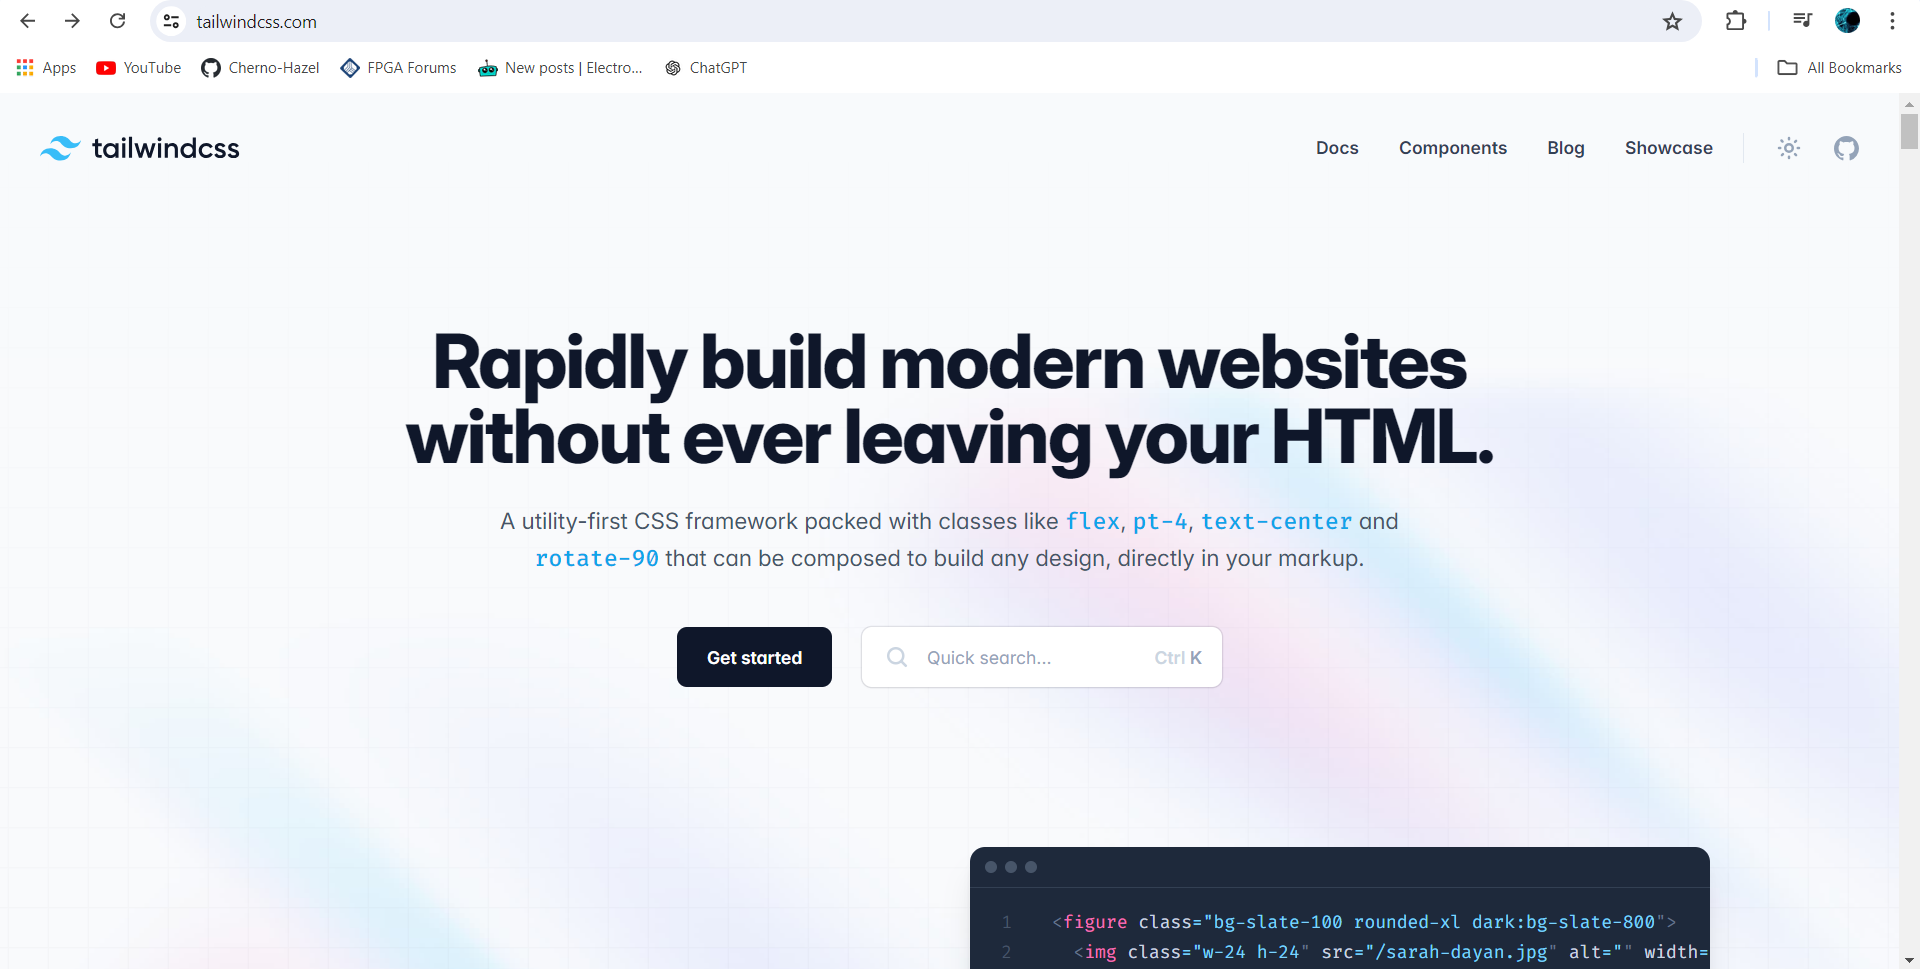 tailwindcss.com
Apps YouTube Cherno-Hazel FPGA Forums New posts | Electro... ChatGPT All Bookmarks
tailwindcss Docs Components Blog Showcase
Rapidly build modern websites
without ever leaving your HTML.
A utility-first CSS framework packed with classes like flex, pt-4, text-center and
rotate-90 that can be composed to build any design, directly in your markup.
Get started Quick search... Ctrl K
1 <figure class="bg-slate-100 rounded-xl dark:bg-slate-800">
2 <img class="w-24 h-24" src="/sarah-dayan.jpg" alt="" width=